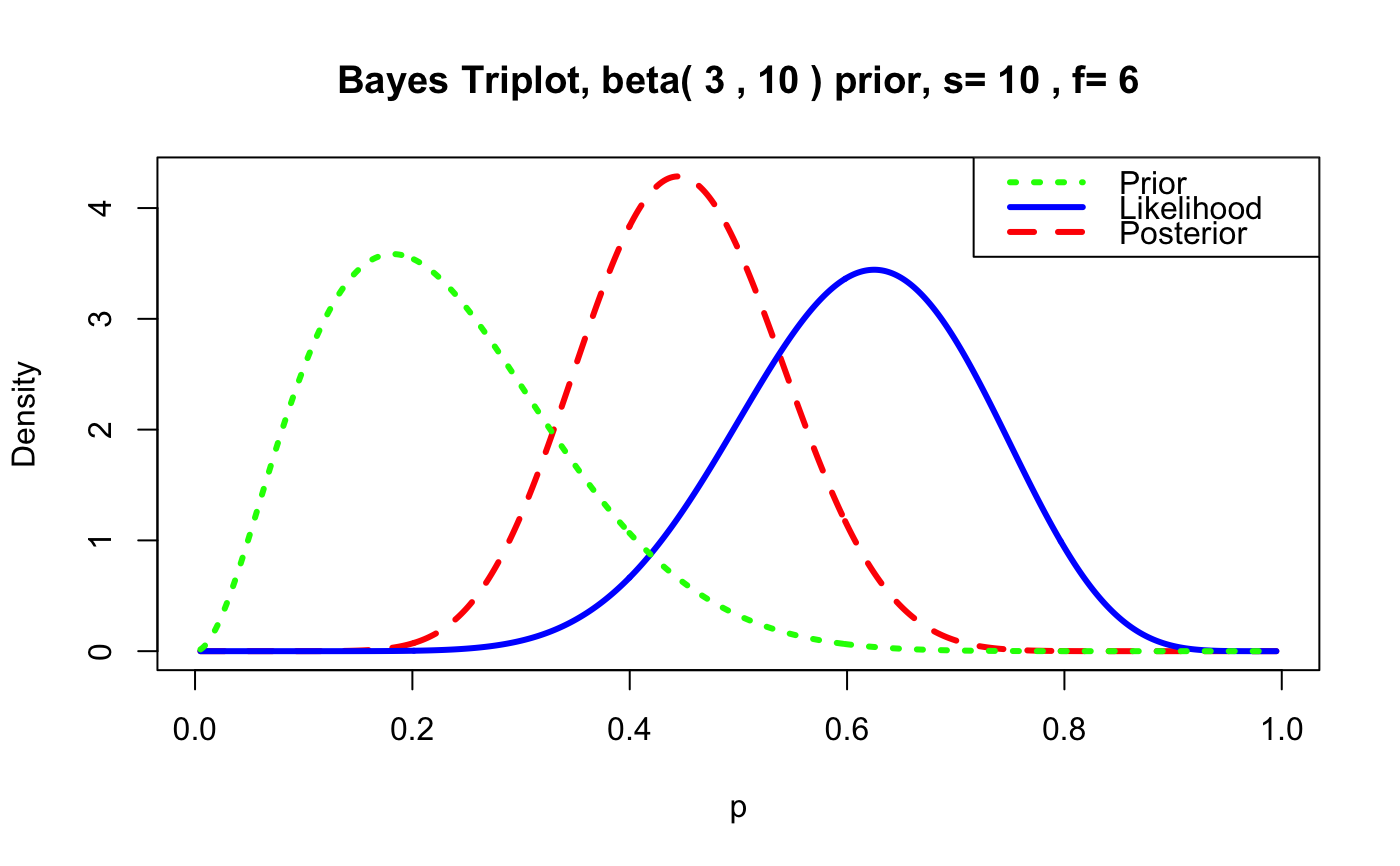 Bayes Triplot, beta( 3 , 10 ) prior, s= 10 , f= 6
Prior
Likelihood
Posterior
Density
4
3
2
1
0
0.0 0.2 0.4 0.6 0.8 1.0
p